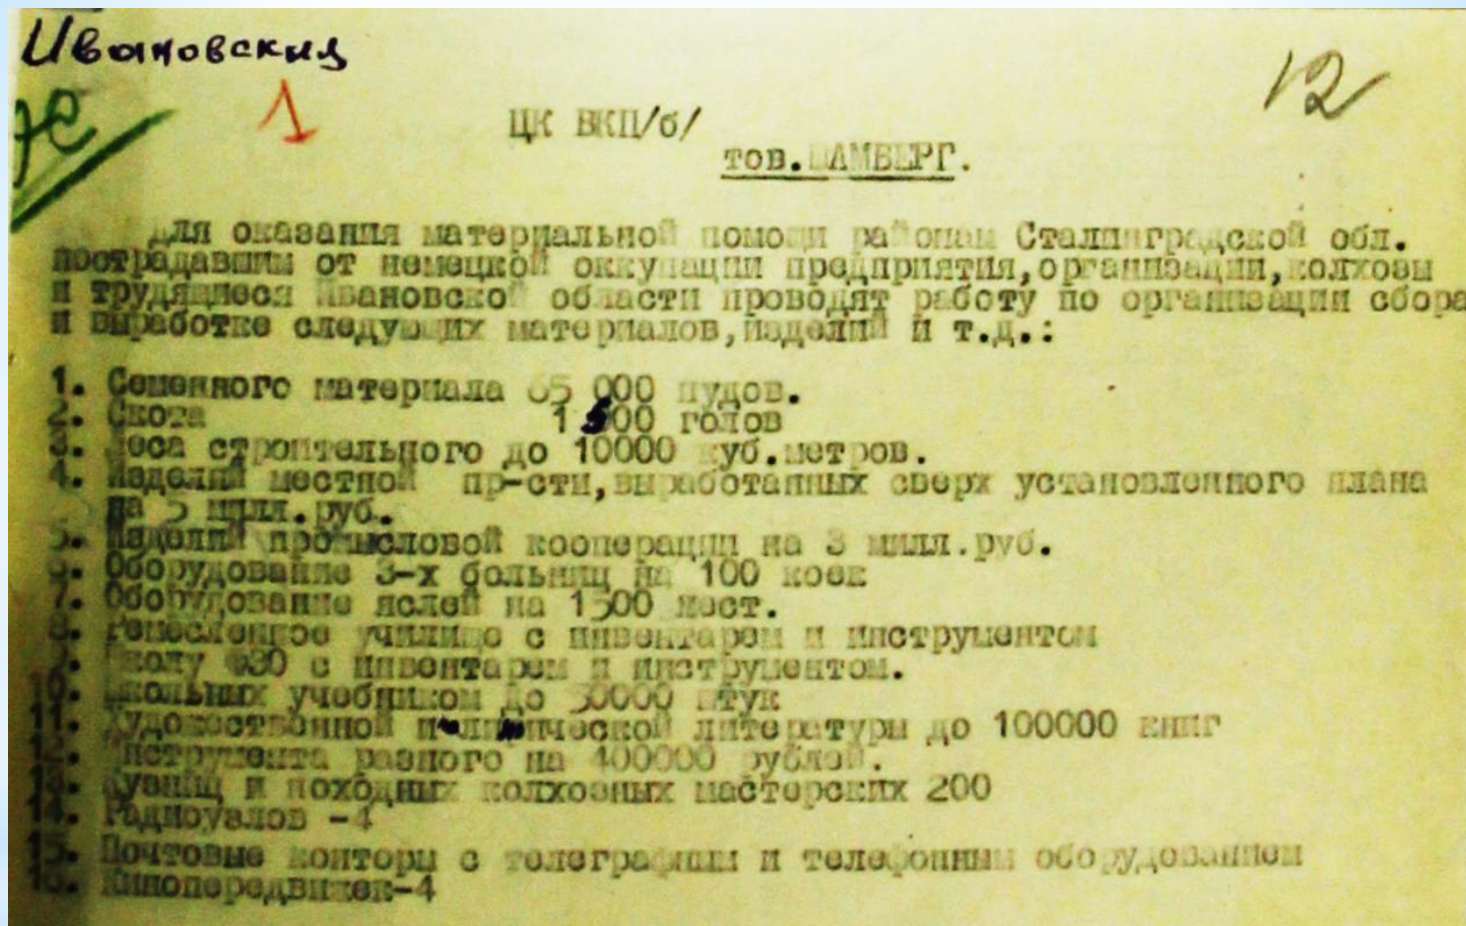 Ивановский
1
12
ЦК ВКП/б/
тов.ШАМБЕРГ.
Для оказания материальной помощи районам Сталинградской обл.
пострадавшим от немецкой оккупации предприятия,организации,колхозы
и трудящиеся Ивановской области проводят работу по организации сбора
и выработке следующих материалов,изделий и т.д.:
1. Семенного материала 65 000 пудов.
2. Скота 1 500 голов
3. Леса строительного до 10000 куб.метров.
4. Изделий местной пр-сти,выработанных сверх установленного плана
на 5 милл.руб.
5. Изделий промысловой кооперации на 3 милл.руб.
6. Оборудование 3-х больниц на 100 коек
7. Оборудование яслей на 1500 мест.
8. Ремесленное училище с инвентарем и инструментом
9. Школу ФЗО с инвентарем и инструментом.
10. Школьных учебником до 30000 штук
11. Художественной литературы до 100000 книг
12. Инструмента разного на 400000 рублей.
13. Кузниц и походных колхозных мастерских 200
14. Радиоузлов -4
15. Почтовые конторы с телеграфным и телефонным оборудованием
16. Кинопередвижек-4